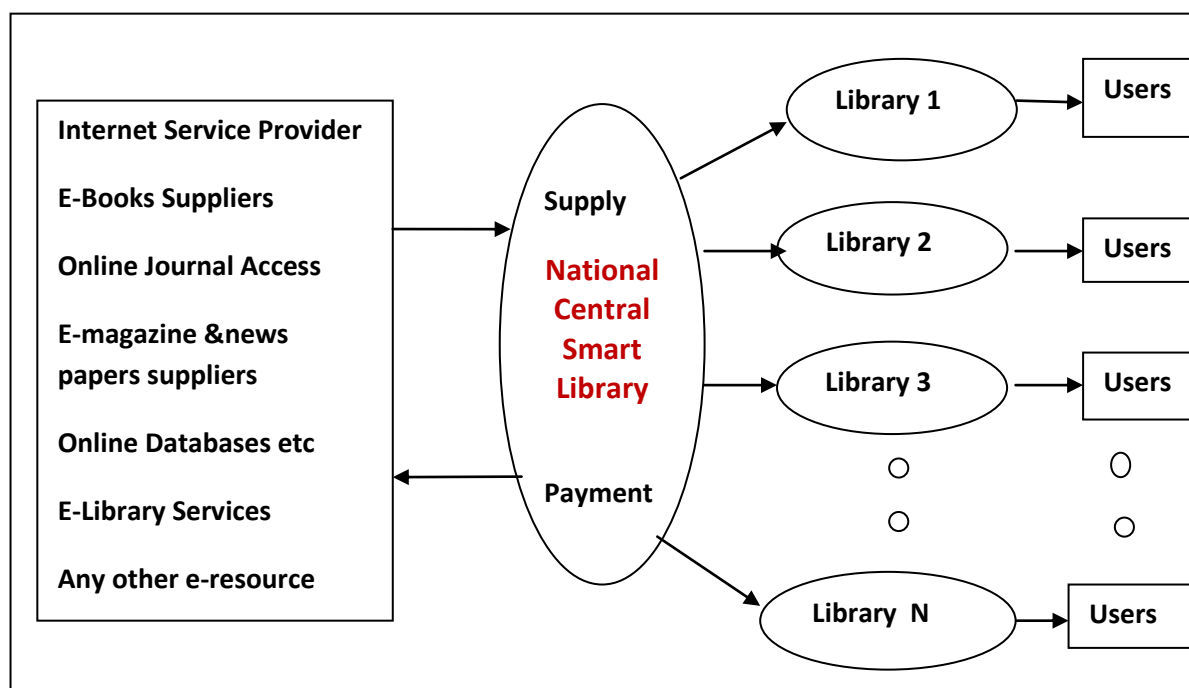 Internet Service Provider
E-Books Suppliers
Online Journal Access
E-magazine &news
papers suppliers
Online Databases etc
E-Library Services
Any other e-resource
Supply
National
Central
Smart
Library
Payment
Library 1
Users
Library 2
Users
Library 3
Users
Library N
Users